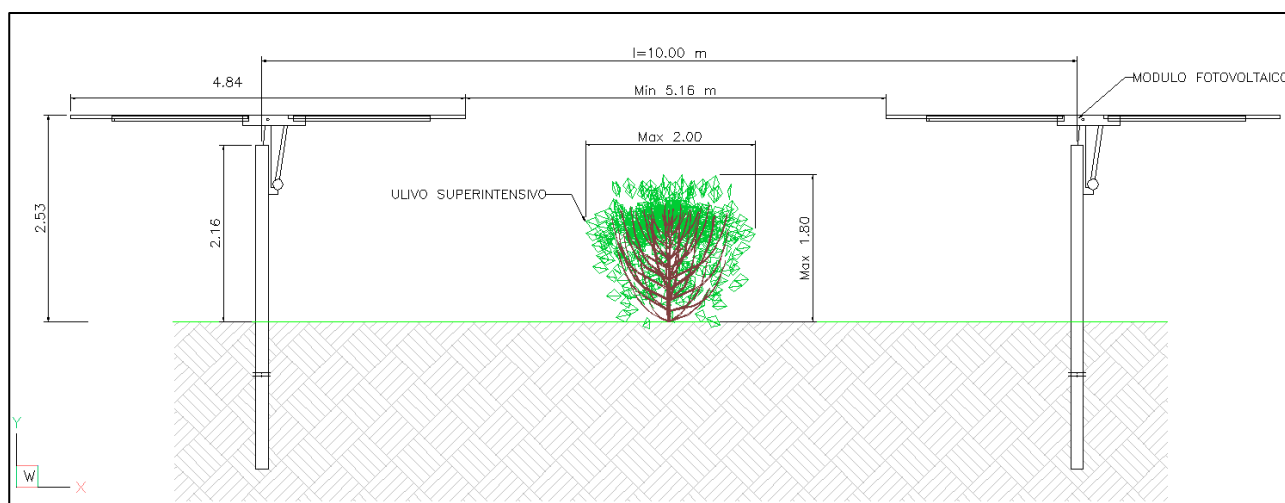 l=10.00 m
MODULO FOTOVOLTAICO
4.84
Min 5.16 m
Max 2.00
ULIVO SUPERINTENSIVO
2.53
2.16
Max 1.80
Y
W
X